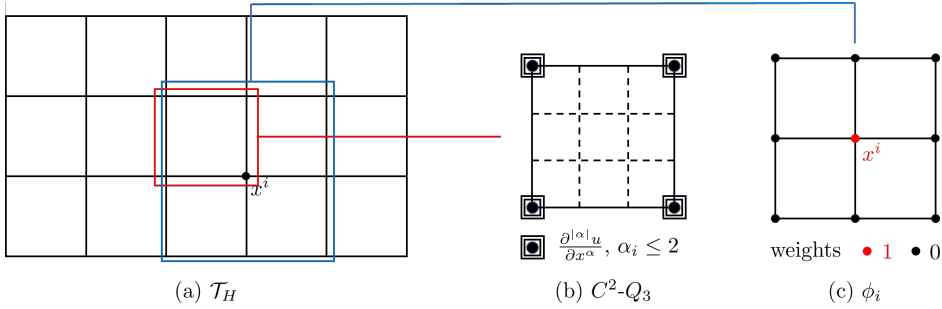 x^i
x^i
∂^{|α|}u/∂x^α, α_i ≤ 2
weights 1 0
(a) 𝒯_H
(b) C^2-Q_3
(c) ϕ_i